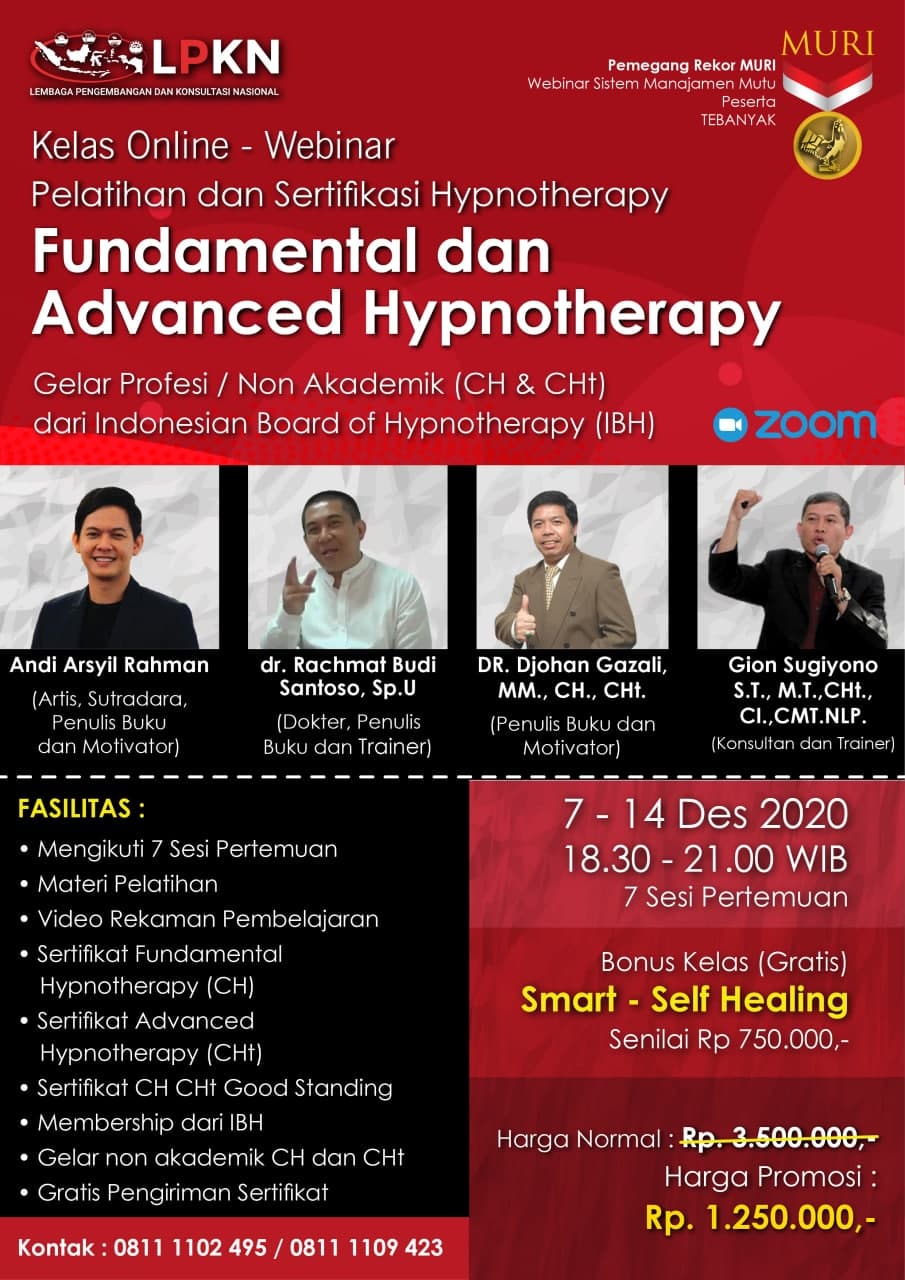 LPKN
LEMBAGA PENGEMBANGAN DAN KONSULTASI NASIONAL
MURI
Pemegang Rekor MURI
Webinar Sistem Manajamen Mutu
Peserta
TEBANYAK
Kelas Online - Webinar
Pelatihan dan Sertifikasi Hypnotherapy
Fundamental dan
Advanced Hypnotherapy
Gelar Profesi / Non Akademik (CH & CHt)
dari Indonesian Board of Hypnotherapy (IBH)
zoom
Andi Arsyil Rahman
(Artis, Sutradara,
Penulis Buku
dan Motivator)
dr. Rachmat Budi
Santoso, Sp.U
(Dokter, Penulis
Buku dan Trainer)
DR. Djohan Gazali,
MM., CH., CHt.
(Penulis Buku dan
Motivator)
Gion Sugiyono
S.T., M.T.,CHt.,
CI.,CMT.NLP.
(Konsultan dan Trainer)
FASILITAS :
• Mengikuti 7 Sesi Pertemuan
• Materi Pelatihan
• Video Rekaman Pembelajaran
• Sertifikat Fundamental
Hypnotherapy (CH)
• Sertifikat Advanced
Hypnotherapy (CHt)
• Sertifikat CH CHt Good Standing
• Membership dari IBH
• Gelar non akademik CH dan CHt
• Gratis Pengiriman Sertifikat
Kontak : 0811 1102 495 / 0811 1109 423
7 - 14 Des 2020
18.30 - 21.00 WIB
7 Sesi Pertemuan
Bonus Kelas (Gratis)
Smart - Self Healing
Senilai Rp 750.000,-
Harga Normal : Rp. 3.500.000,-
Harga Promosi :
Rp. 1.250.000,-